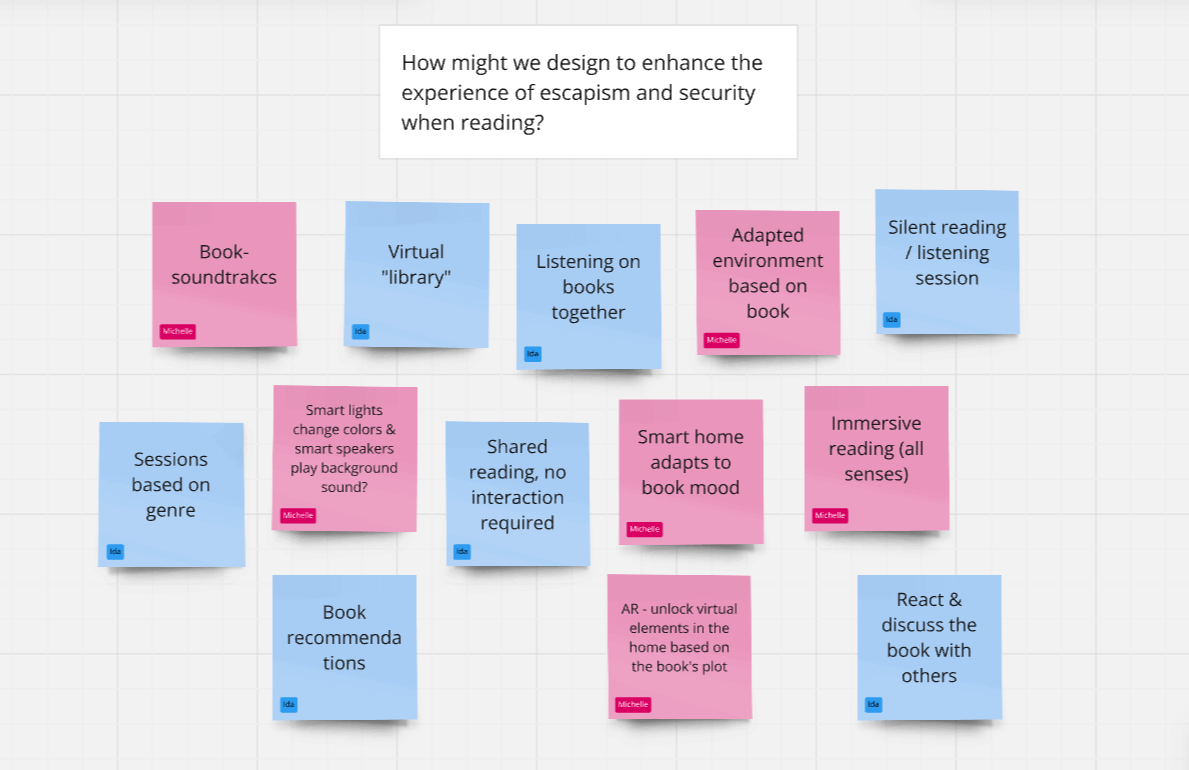 How might we design to enhance the
experience of escapism and security
when reading?
Book-
soundtrakcs
Michelle
Virtual
"library"
Ida
Listening on
books
together
Ida
Adapted
environment
based on
book
Michelle
Silent reading
/ listening
session
Ida
Sessions
based on
genre
Ida
Smart lights
change colors &
smart speakers
play background
sound?
Michelle
Shared
reading, no
interaction
required
Ida
Smart home
adapts to
book mood
Michelle
Immersive
reading (all
senses)
Michelle
Book
recommenda
tions
Ida
AR - unlock virtual
elements in the
home based on
the book's plot
Michelle
React &
discuss the
book with
others
Ida